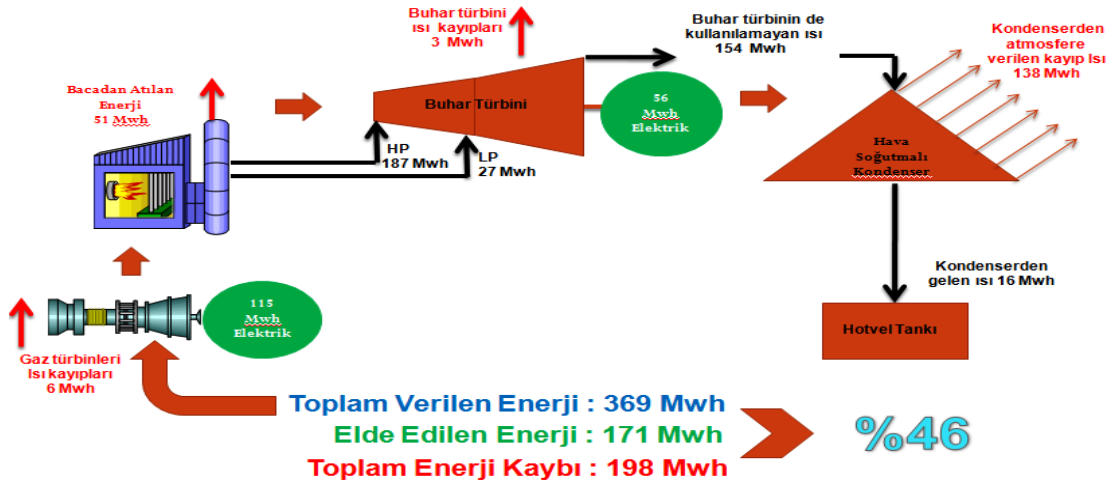 Buhar türbini
ısı kayıpları
3 Mwh
Buhar türbinin de
kullanılamayan ısı
154 Mwh
Kondenserden
atmosfere
verilen kayıp Isı
138 Mwh
Bacadan Atılan
Enerji
51 Mwh
Buhar Türbini
56
Mwh
Elektrik
HP
187 Mwh
LP
27 Mwh
Hava
Soğutmalı
Kondenser
Kondenserden
gelen ısı 16 Mwh
115
Mwh
Elektrik
Hotvel Tankı
Gaz türbinleri
Isı kayıpları
6 Mwh
Toplam Verilen Enerji : 369 Mwh
Elde Edilen Enerji : 171 Mwh
Toplam Enerji Kaybı : 198 Mwh
%46